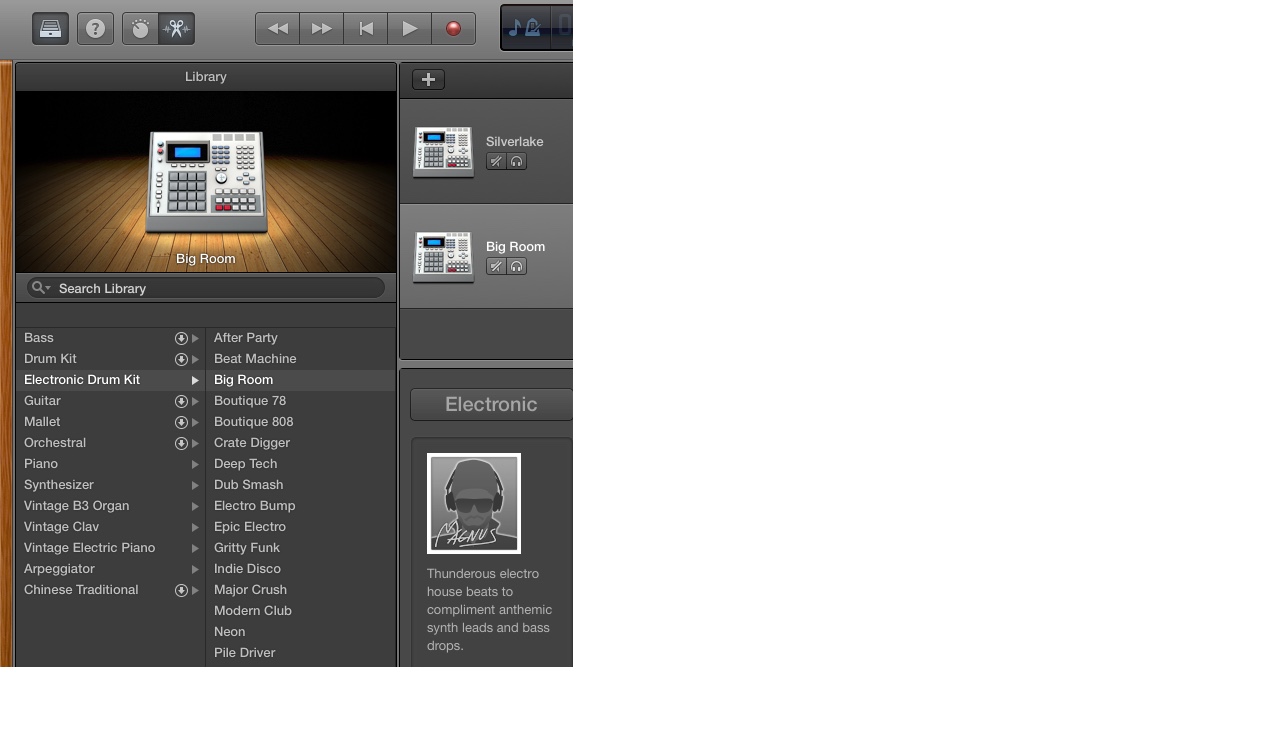 Library
Big Room
Search Library
Bass
Drum Kit
Electronic Drum Kit
Guitar
Mallet
Orchestral
Piano
Synthesizer
Vintage B3 Organ
Vintage Clav
Vintage Electric Piano
Arpeggiator
Chinese Traditional
After Party
Beat Machine
Big Room
Boutique 78
Boutique 808
Crate Digger
Deep Tech
Dub Smash
Electro Bump
Epic Electro
Gritty Funk
Indie Disco
Major Crush
Modern Club
Neon
Pile Driver
Silverlake
Big Room
Electronic
MAGNUS
Thunderous electro
house beats to
compliment anthemic
synth leads and bass
drops.